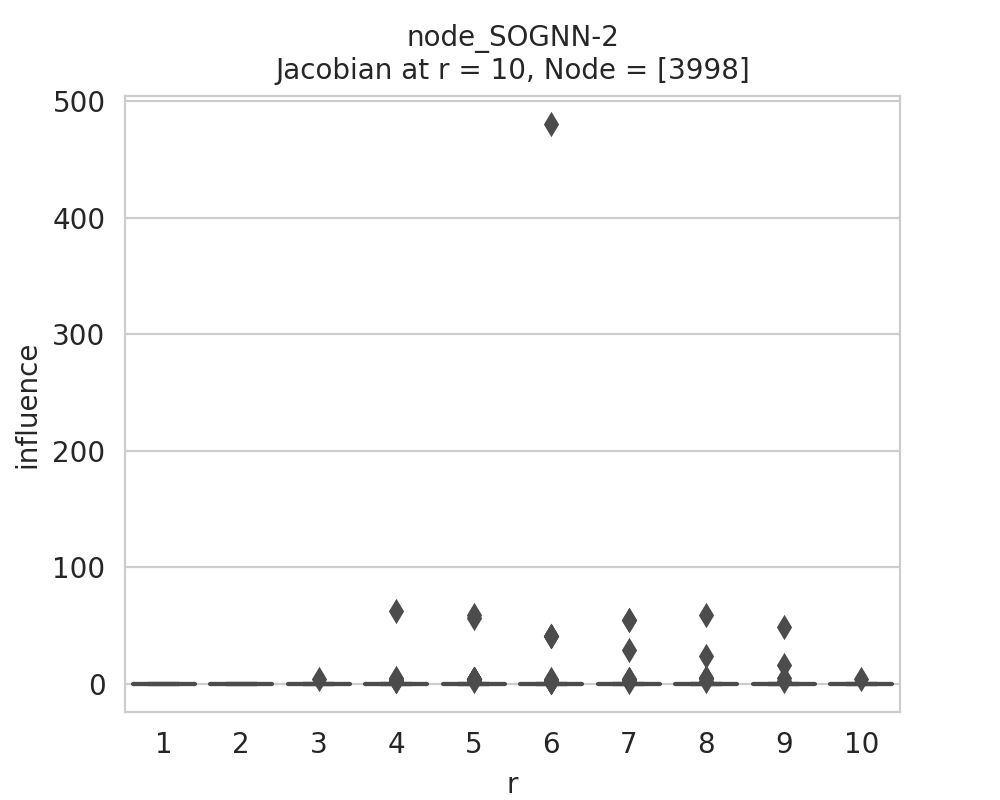 node_SOGNN-2
Jacobian at r = 10, Node = [3998]
500
400
300
200
100
0
influence
1 2 3 4 5 6 7 8 9 10
r